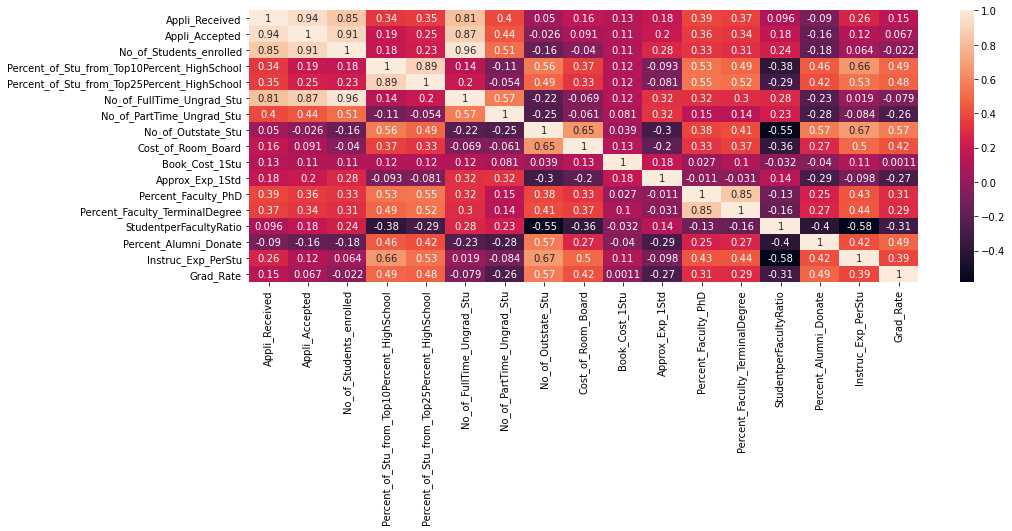 Appli_Received 1 0.94 0.85 0.34 0.35 0.81 0.4 0.05 0.16 0.13 0.18 0.39 0.37 0.096 -0.09 0.26 0.15
Appli_Accepted 0.94 1 0.91 0.19 0.25 0.87 0.44 -0.026 0.091 0.11 0.2 0.36 0.34 0.18 -0.16 0.12 0.067
No_of_Students_enrolled 0.85 0.91 1 0.18 0.23 0.96 0.51 -0.16 -0.04 0.11 0.28 0.33 0.31 0.24 -0.18 0.064 -0.022
Percent_of_Stu_from_Top10Percent_HighSchool 0.34 0.19 0.18 1 0.89 0.14 -0.11 0.56 0.37 0.12 -0.093 0.53 0.49 -0.38 0.46 0.66 0.49
Percent_of_Stu_from_Top25Percent_HighSchool 0.35 0.25 0.23 0.89 1 0.2 -0.054 0.49 0.33 0.12 -0.081 0.55 0.52 -0.29 0.42 0.53 0.48
No_of_FullTime_Ungrad_Stu 0.81 0.87 0.96 0.14 0.2 1 0.57 -0.22 -0.069 0.12 0.32 0.32 0.3 0.28 -0.23 0.019 -0.079
No_of_PartTime_Ungrad_Stu 0.4 0.44 0.51 -0.11 -0.054 0.57 1 -0.25 -0.061 0.081 0.32 0.15 0.14 0.23 -0.28 -0.084 -0.26
No_of_Outstate_Stu 0.05 -0.026 -0.16 0.56 0.49 -0.22 -0.25 1 0.65 0.039 -0.3 0.38 0.41 -0.55 0.57 0.67 0.57
Cost_of_Room_Board 0.16 0.091 -0.04 0.37 0.33 -0.069 -0.061 0.65 1 0.13 -0.2 0.33 0.37 -0.36 0.27 0.5 0.42
Book_Cost_1Stu 0.13 0.11 0.11 0.12 0.12 0.12 0.081 0.039 0.13 1 0.18 0.027 0.1 -0.032 -0.04 0.11 0.0011
Approx_Exp_1Std 0.18 0.2 0.28 -0.093 -0.081 0.32 0.32 -0.3 -0.2 0.18 1 -0.011 -0.031 0.14 -0.29 -0.098 -0.27
Percent_Faculty_PhD 0.39 0.36 0.33 0.53 0.55 0.32 0.15 0.38 0.33 0.027 -0.011 1 0.85 -0.13 0.25 0.43 0.31
Percent_Faculty_TerminalDegree 0.37 0.34 0.31 0.49 0.52 0.3 0.14 0.41 0.37 0.1 -0.031 0.85 1 -0.16 0.27 0.44 0.29
StudentperFacultyRatio 0.096 0.18 0.24 -0.38 -0.29 0.28 0.23 -0.55 -0.36 -0.032 0.14 -0.13 -0.16 1 -0.4 -0.58 -0.31
Percent_Alumni_Donate -0.09 -0.16 -0.18 0.46 0.42 -0.23 -0.28 0.57 0.27 -0.04 -0.29 0.25 0.27 -0.4 1 0.42 0.49
Instruc_Exp_PerStu 0.26 0.12 0.064 0.66 0.53 0.019 -0.084 0.67 0.5 0.11 -0.098 0.43 0.44 -0.58 0.42 1 0.39
Grad_Rate 0.15 0.067 -0.022 0.49 0.48 -0.079 -0.26 0.57 0.42 0.0011 -0.27 0.31 0.29 -0.31 0.49 0.39 1
Appli_Received
Appli_Accepted
No_of_Students_enrolled
Percent_of_Stu_from_Top10Percent_HighSchool
Percent_of_Stu_from_Top25Percent_HighSchool
No_of_FullTime_Ungrad_Stu
No_of_PartTime_Ungrad_Stu
No_of_Outstate_Stu
Cost_of_Room_Board
Book_Cost_1Stu
Approx_Exp_1Std
Percent_Faculty_PhD
Percent_Faculty_TerminalDegree
StudentperFacultyRatio
Percent_Alumni_Donate
Instruc_Exp_PerStu
Grad_Rate
1.0
0.8
0.6
0.4
0.2
0.0
−0.2
−0.4